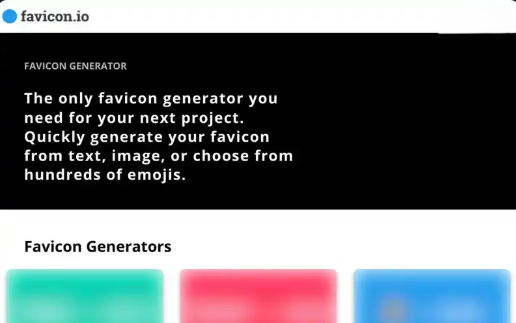 favicon.io
FAVICON GENERATOR
The only favicon generator you
need for your next project.
Quickly generate your favicon
from text, image, or choose from
hundreds of emojis.
Favicon Generators